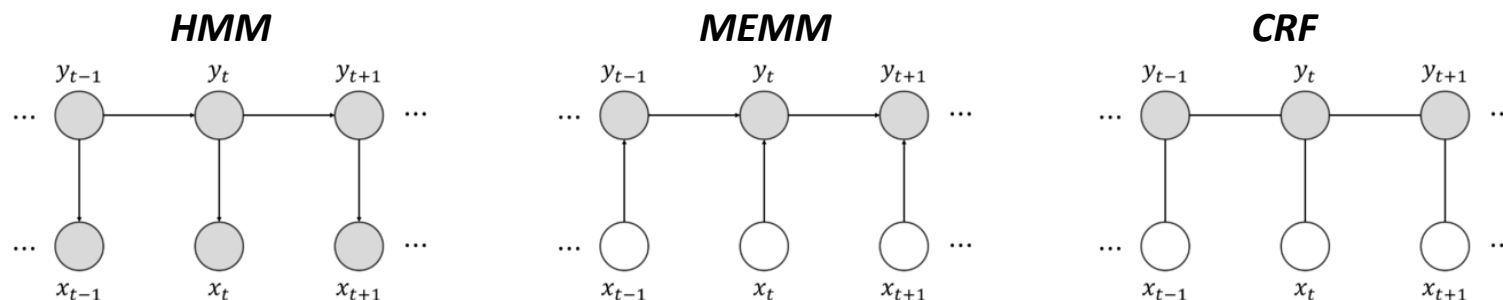 HMM MEMM CRF
y_{t-1} y_t y_{t+1} y_{t-1} y_t y_{t+1} y_{t-1} y_t y_{t+1}
... ... ... ... ... ...
... ... ... ... ... ...
x_{t-1} x_t x_{t+1} x_{t-1} x_t x_{t+1} x_{t-1} x_t x_{t+1}